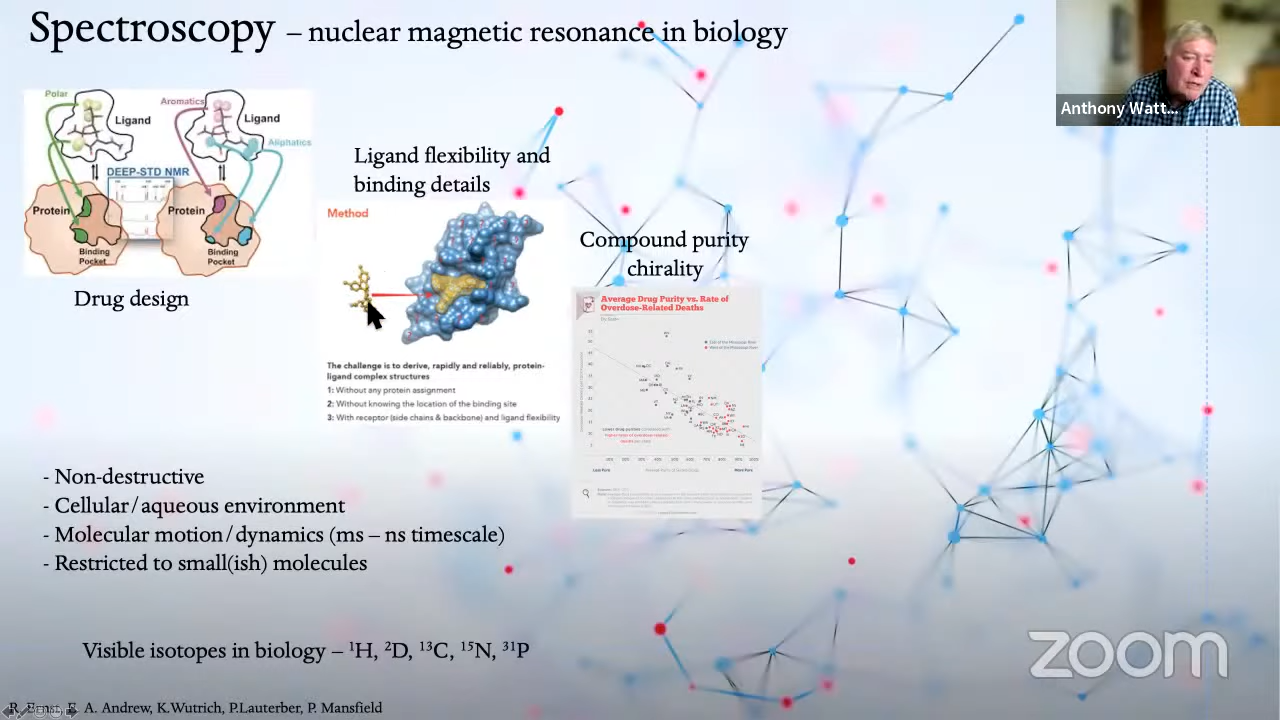 Spectroscopy – nuclear magnetic resonance in biology
Anthony Watt...
Polar
Ligand
Aromatics
Ligand
Aliphatics
DEEP-STD NMR
Protein
Binding
Pocket
Protein
Binding
Pocket
Drug design
Ligand flexibility and
binding details
Method
The challenge is to derive, rapidly and reliably, protein-
ligand complex structures
1: Without any protein assignment
2: Without knowing the location of the binding site
3: With receptor (side chains & backbone) and ligand flexibility
Compound purity
chirality
Average Drug Purity vs. Rate of
Overdose-Related Deaths
Less Pure
More Pure
- Non-destructive
- Cellular/aqueous environment
- Molecular motion/dynamics (ms – ns timescale)
- Restricted to small(ish) molecules
Visible isotopes in biology – ¹H, ²D, ¹³C, ¹⁵N, ³¹P
R. Ernst, E. A. Andrew, K.Wutrich, P.Lauterber, P. Mansfield
zoom